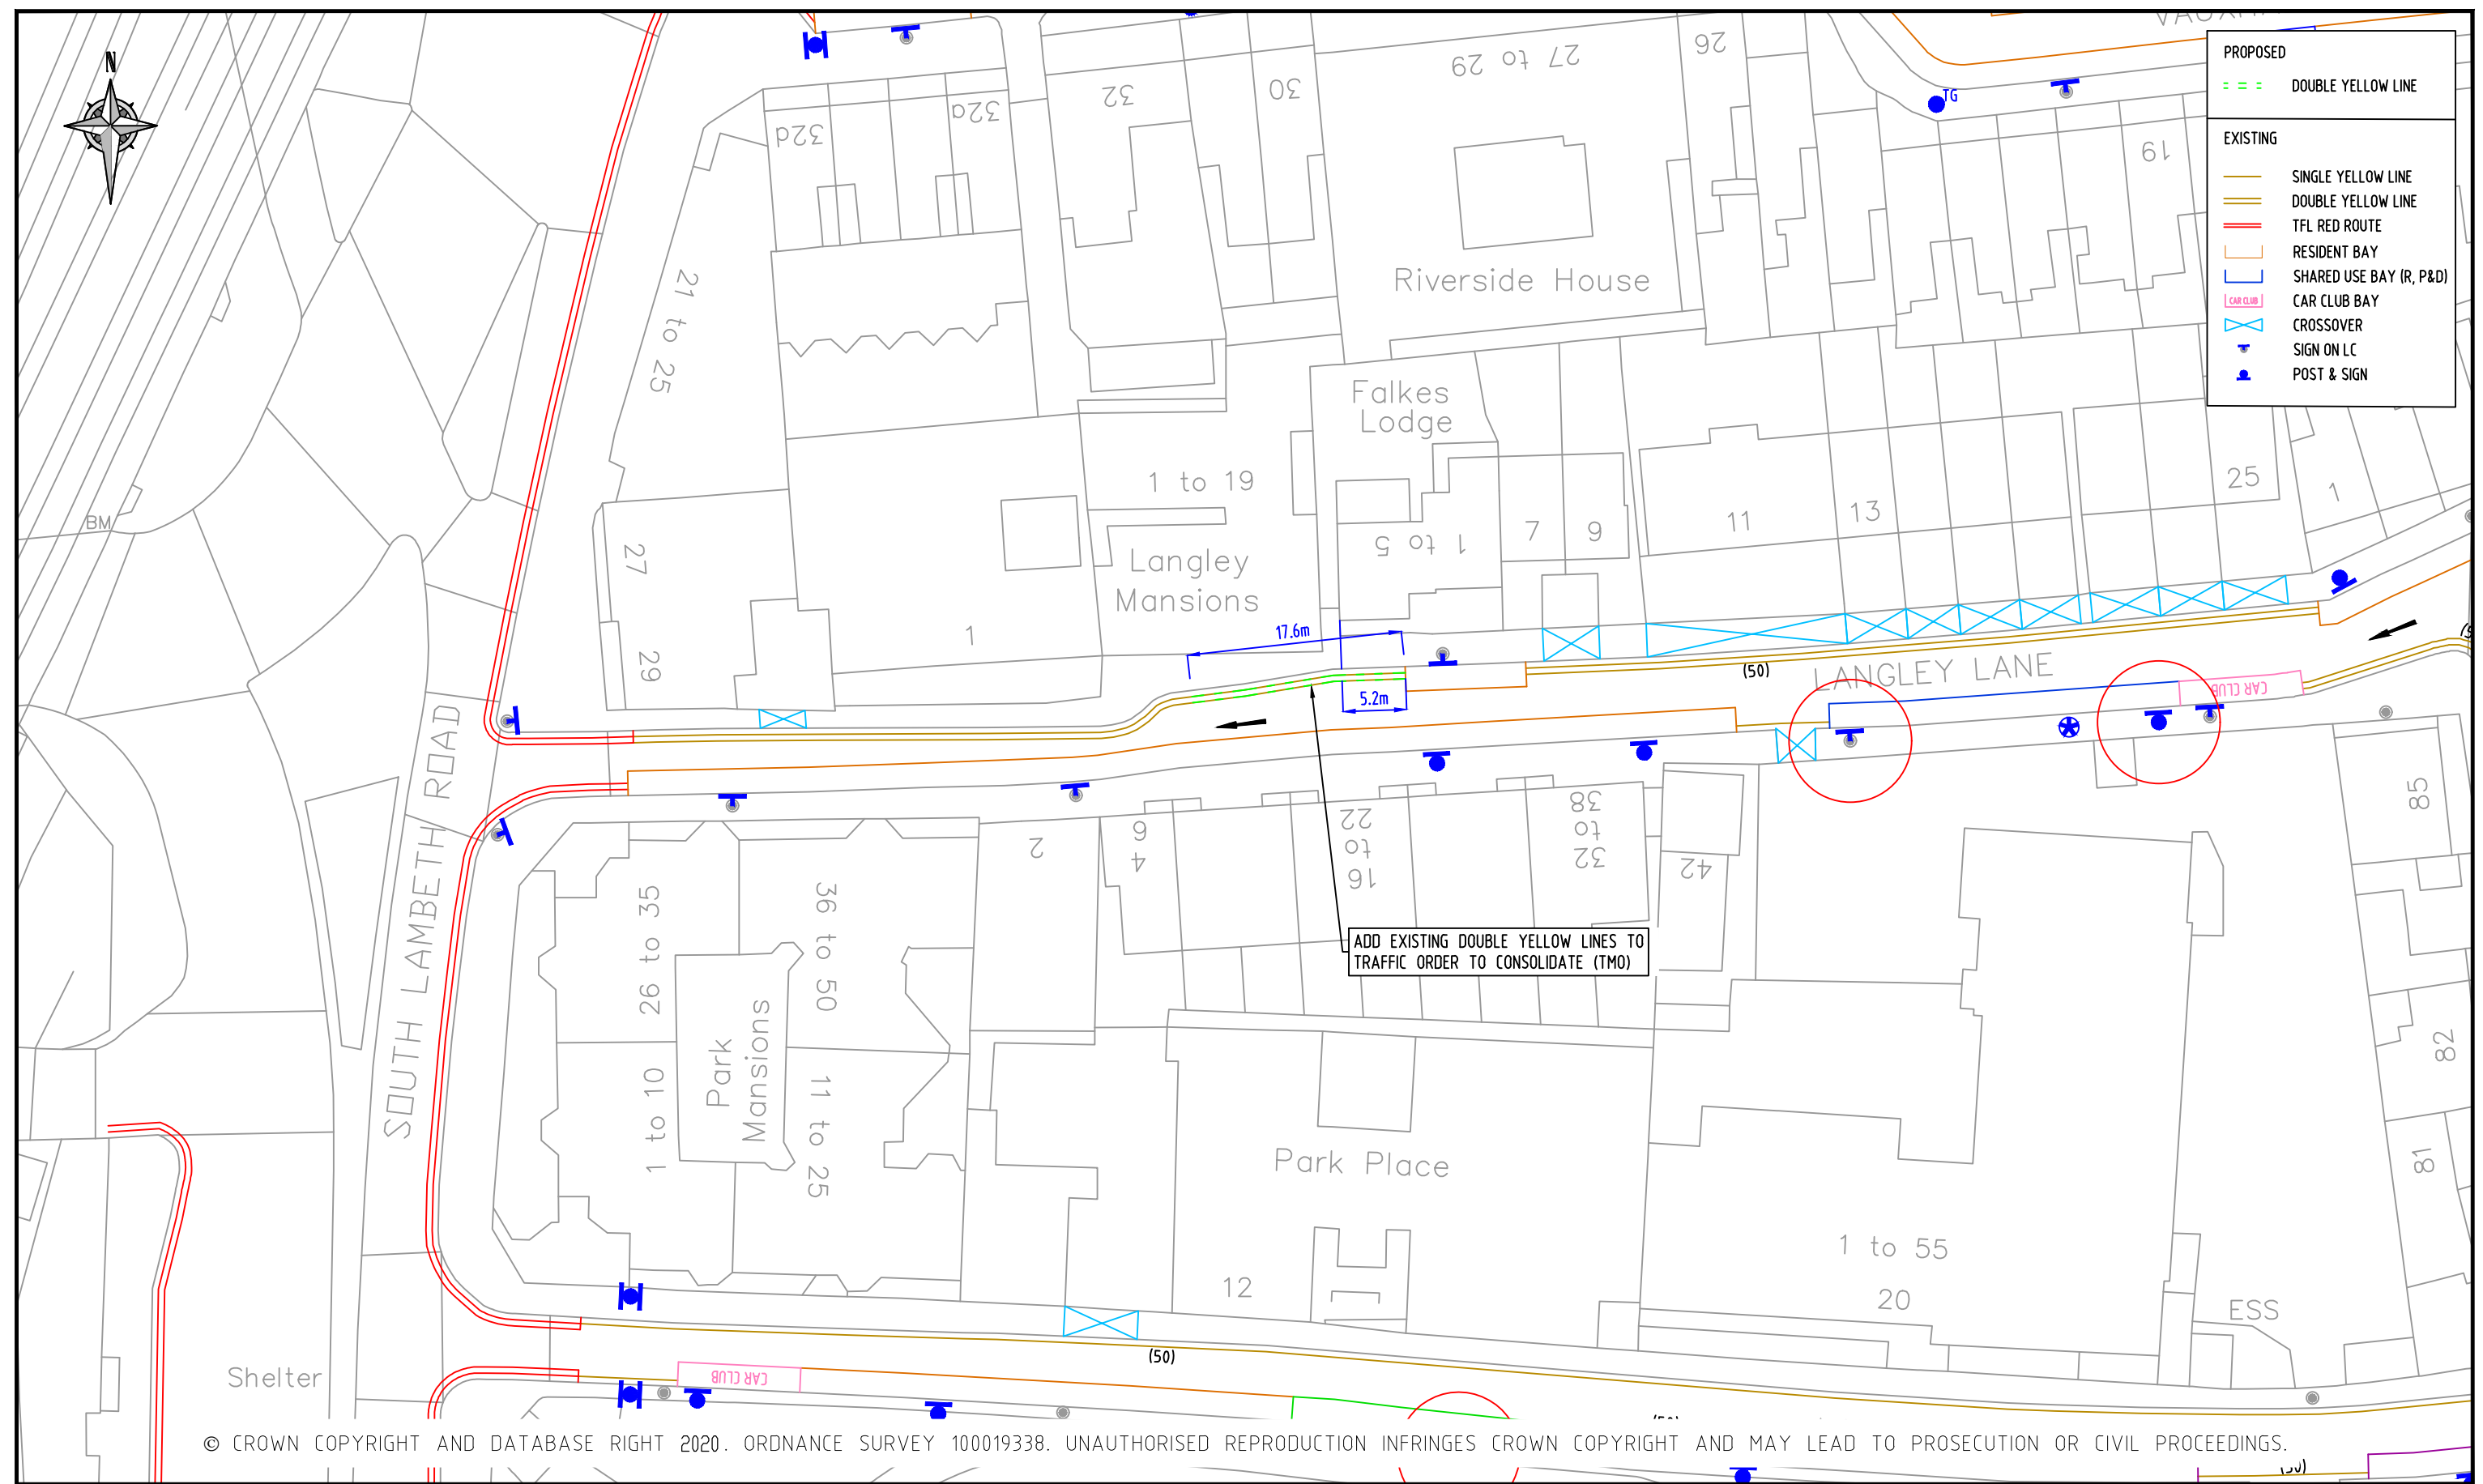 N
VAUXH
TG
PROPOSED
DOUBLE YELLOW LINE
EXISTING
SINGLE YELLOW LINE
DOUBLE YELLOW LINE
TFL RED ROUTE
RESIDENT BAY
SHARED USE BAY (R, P&D)
CAR CLUB
CAR CLUB BAY
CROSSOVER
SIGN ON LC
POST & SIGN
32d
32a
32
30
27 to 29
26
19
21 to 25
Riverside House
Falkes
Lodge
1 to 19
Langley
Mansions
1 to 5
7
9
11
13
25
1
BM
27
29
1
17.6m
5.2m
(50)
LANGLEY LANE
CAR CLUB
SOUTH LAMBETH ROAD
2
6
4
22
to
16
38
to
32
42
85
26 to 35
36 to 50
ADD EXISTING DOUBLE YELLOW LINES TO
TRAFFIC ORDER TO CONSOLIDATE (TMO)
Park
Mansions
1 to 10
11 to 25
82
81
Park Place
12
1 to 55
20
ESS
Shelter
CAR CLUB
(50)
© CROWN COPYRIGHT AND DATABASE RIGHT 2020. ORDNANCE SURVEY 100019338. UNAUTHORISED REPRODUCTION INFRINGES CROWN COPYRIGHT AND MAY LEAD TO PROSECUTION OR CIVIL PROCEEDINGS.